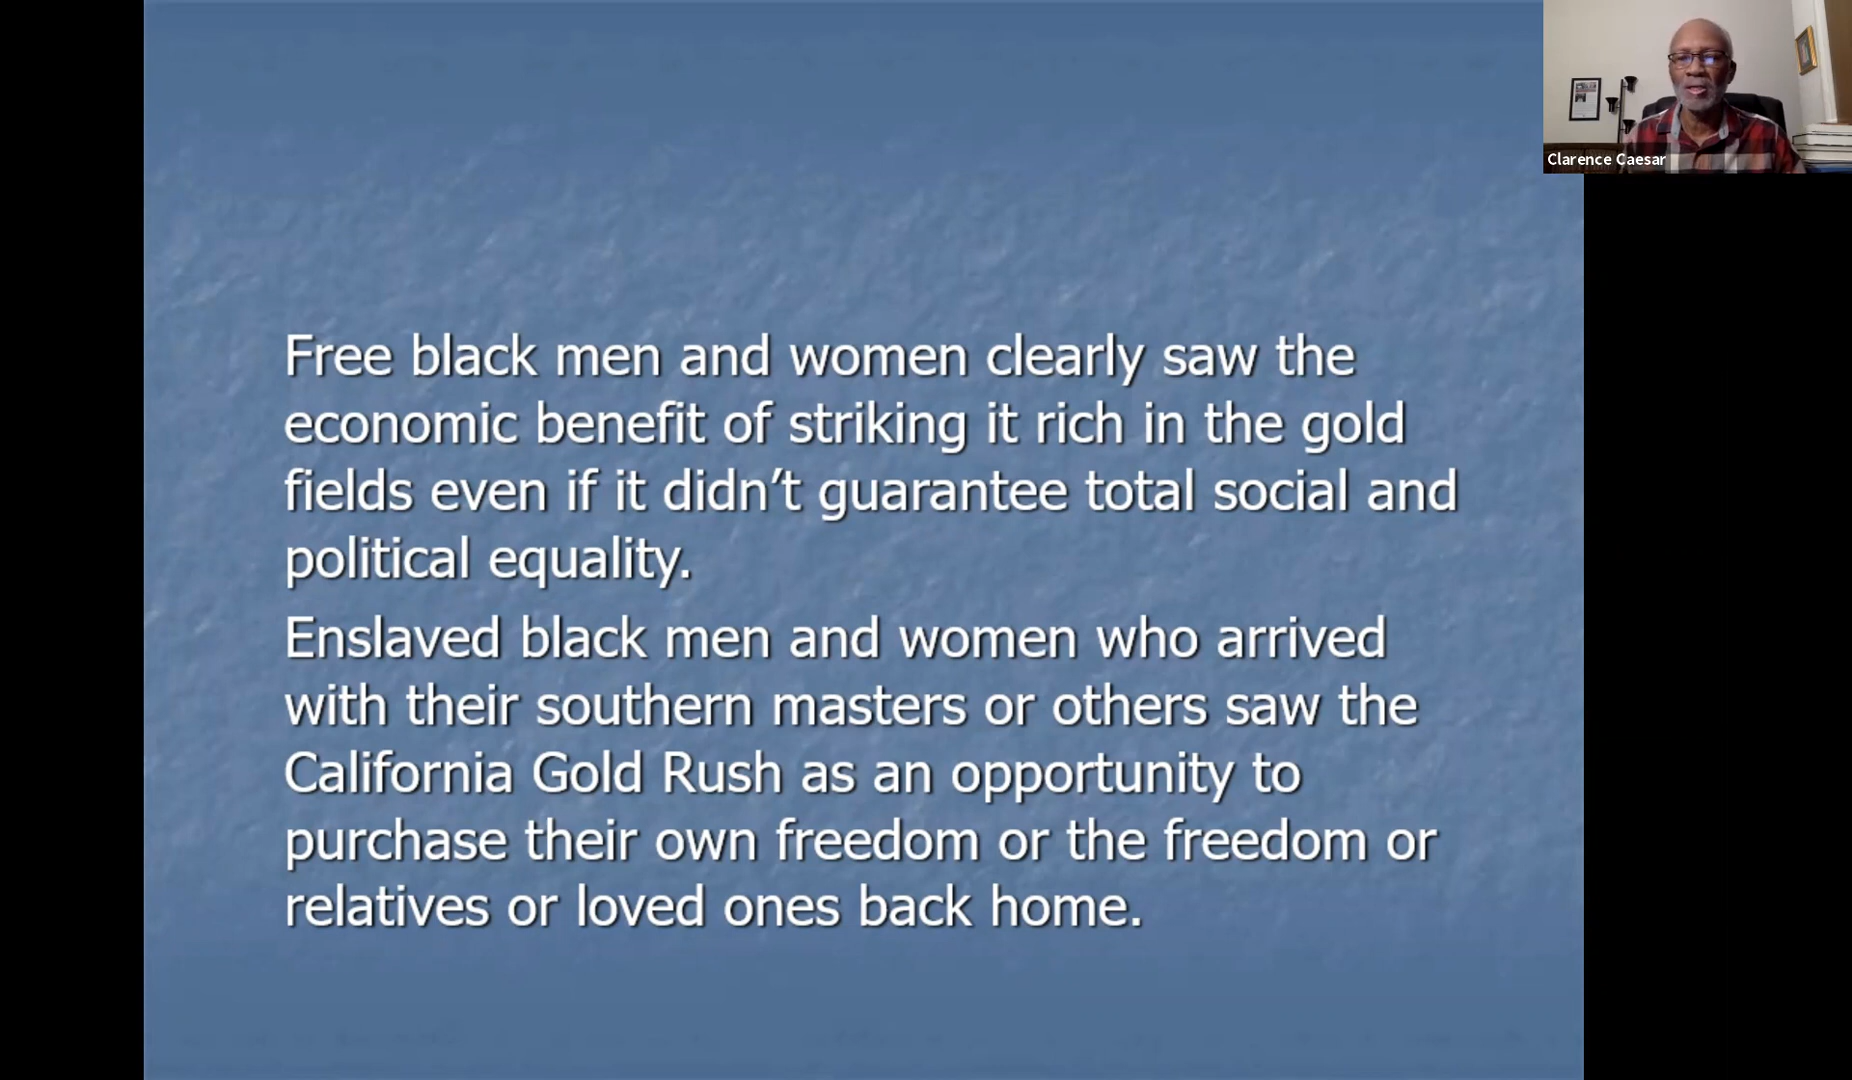 Clarence Caesar
Free black men and women clearly saw the
economic benefit of striking it rich in the gold
fields even if it didn’t guarantee total social and
political equality.
Enslaved black men and women who arrived
with their southern masters or others saw the
California Gold Rush as an opportunity to
purchase their own freedom or the freedom or
relatives or loved ones back home.